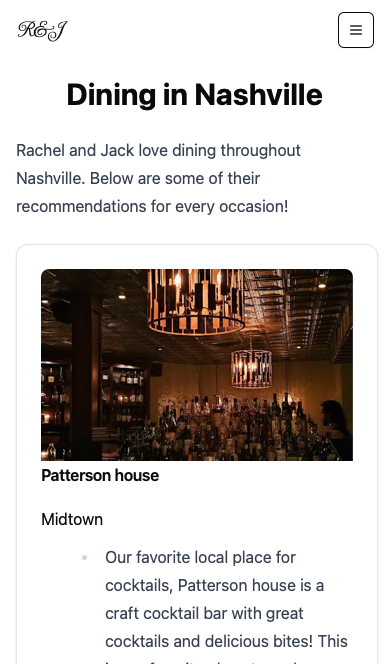 R&J
Dining in Nashville
Rachel and Jack love dining throughout
Nashville. Below are some of their
recommendations for every occasion!
Patterson house
Midtown
Our favorite local place for
cocktails, Patterson house is a
craft cocktail bar with great
cocktails and delicious bites! This